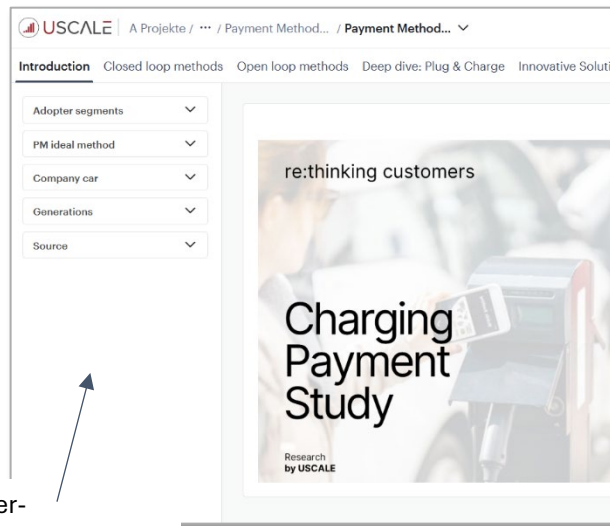 USCALE A Projekte / ··· / Payment Method... / Payment Method...
Introduction Closed loop methods Open loop methods Deep dive: Plug & Charge Innovative Soluti
Adopter segments
PM ideal method
Company car
Generations
Source
re:thinking customers
Charging
Payment
Study
Research
by USCALE
er-